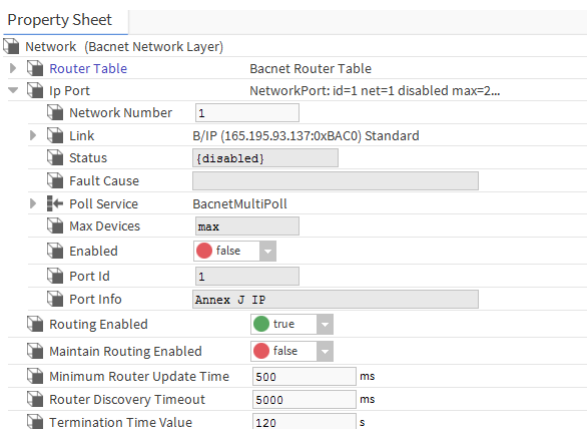 Property Sheet
Network (Bacnet Network Layer)
Router Table Bacnet Router Table
Ip Port NetworkPort: id=1 net=1 disabled max=2...
Network Number 1
Link B/IP (165.195.93.137:0xBAC0) Standard
Status {disabled}
Fault Cause
Poll Service BacnetMultiPoll
Max Devices max
Enabled false
Port Id 1
Port Info Annex J IP
Routing Enabled true
Maintain Routing Enabled false
Minimum Router Update Time 500 ms
Router Discovery Timeout 5000 ms
Termination Time Value 120 s